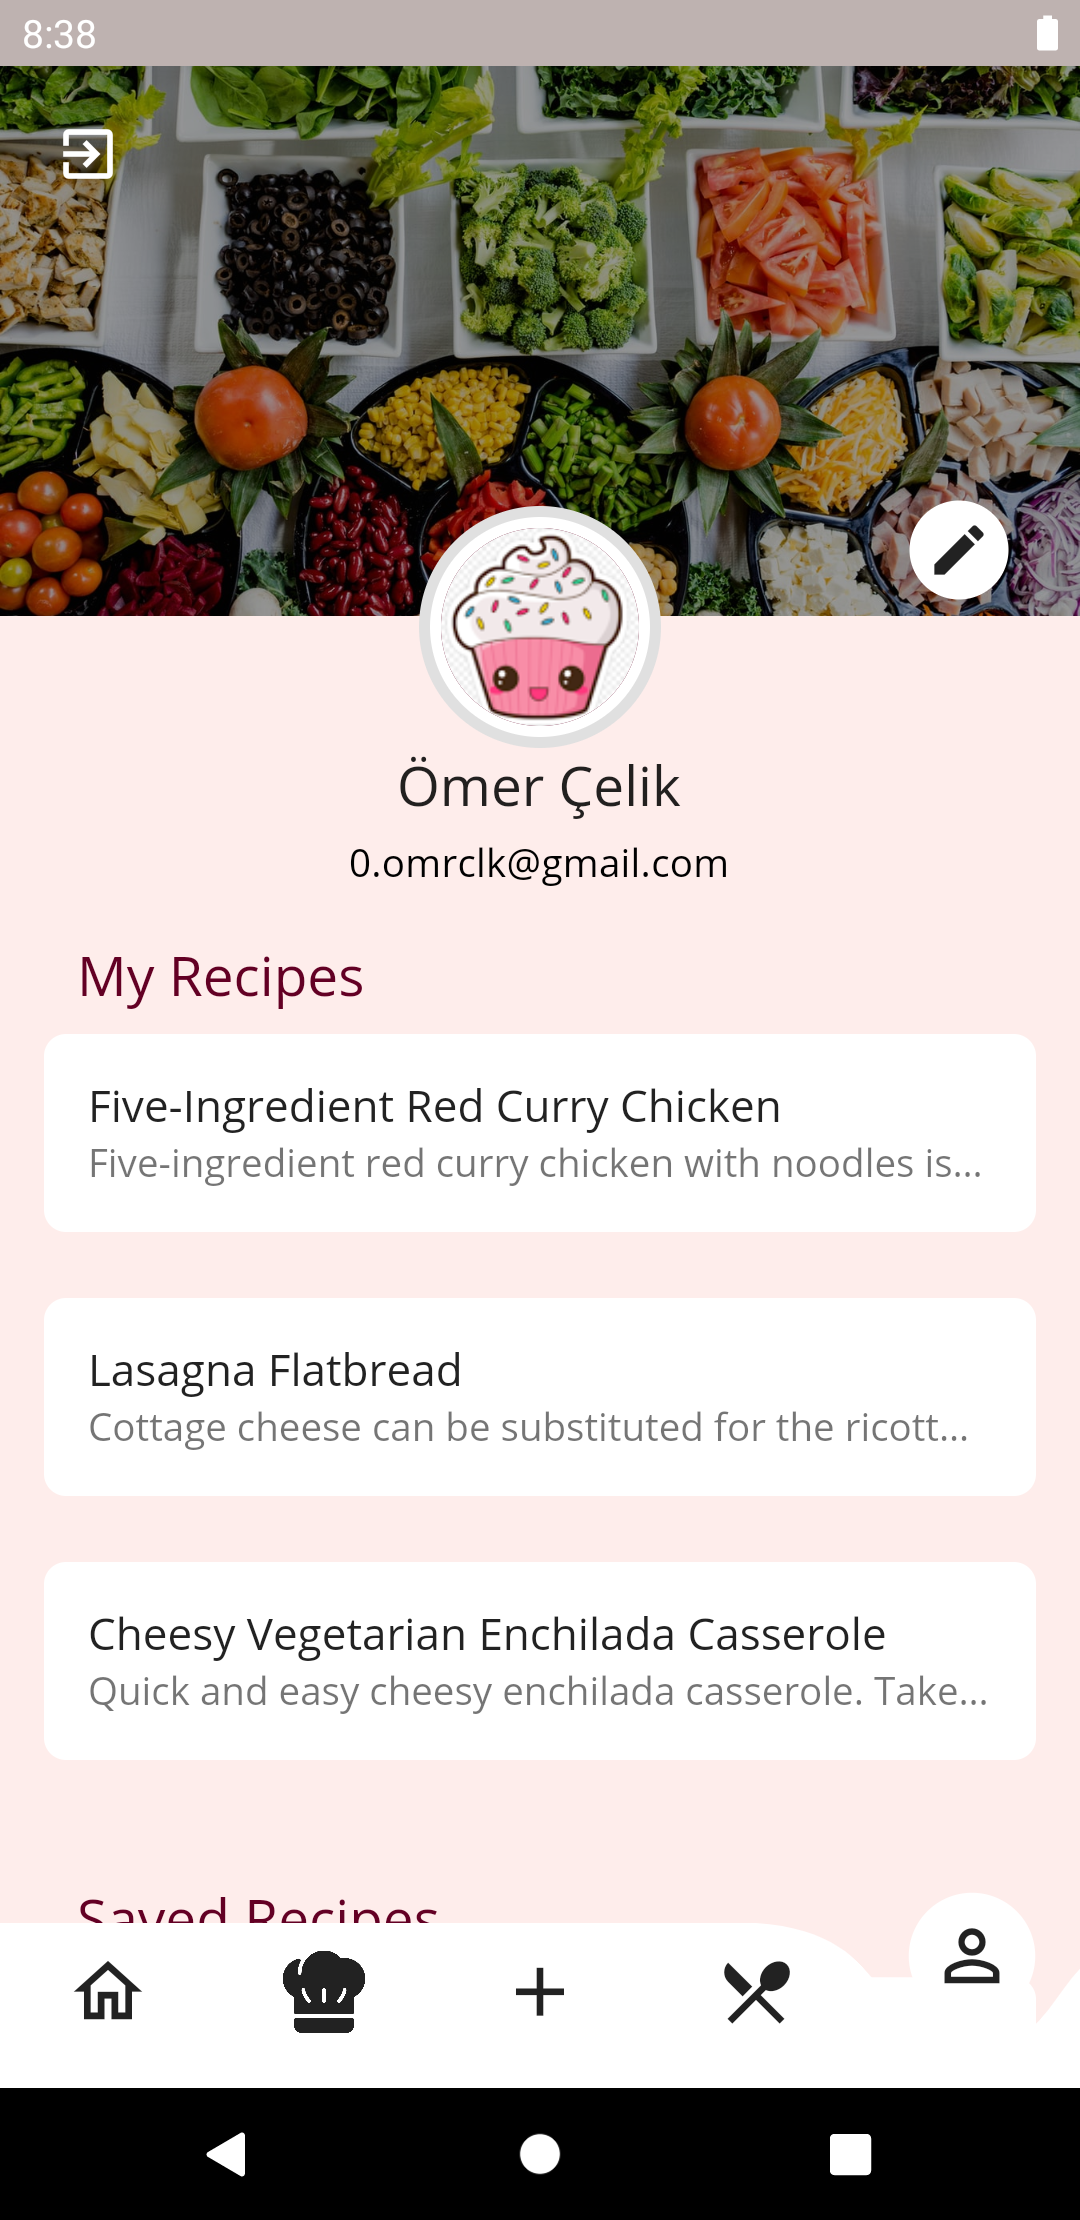 8:38
Ömer Çelik
0.omrclk@gmail.com
My Recipes
Five-Ingredient Red Curry Chicken
Five-ingredient red curry chicken with noodles is...
Lasagna Flatbread
Cottage cheese can be substituted for the ricott...
Cheesy Vegetarian Enchilada Casserole
Quick and easy cheesy enchilada casserole. Take...
Saved Recipes